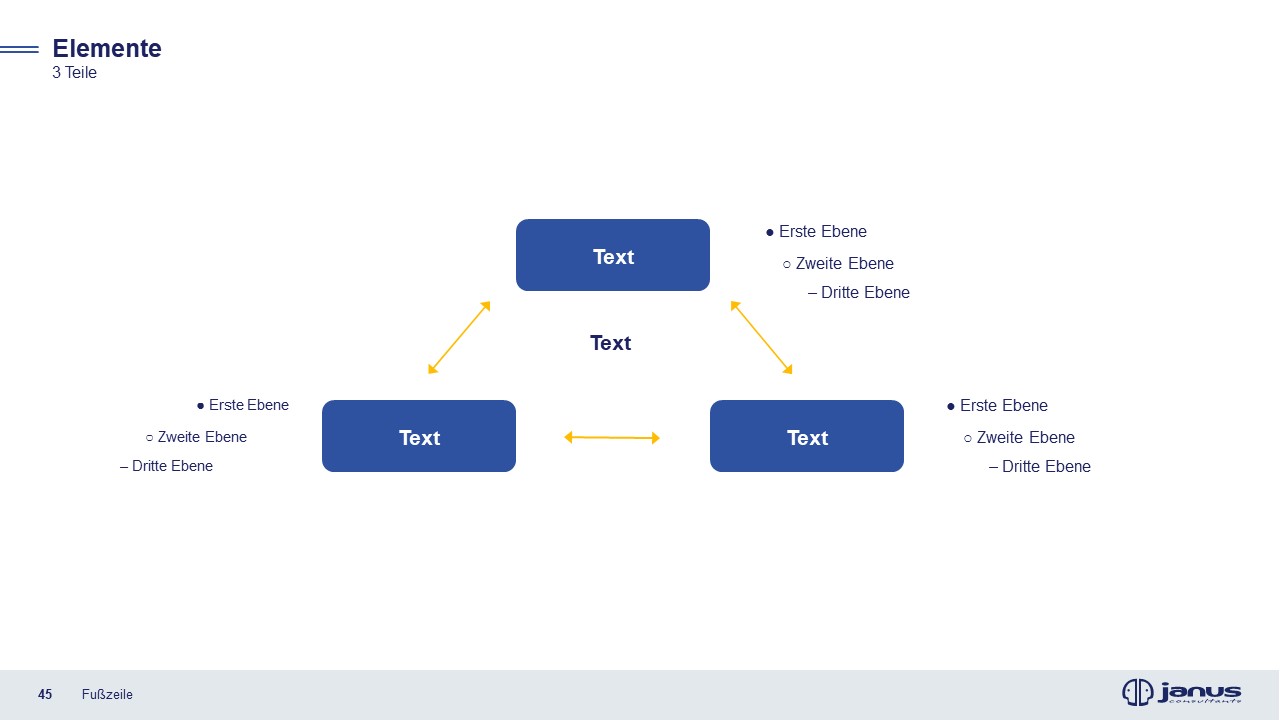 Elemente
3 Teile
Text
● Erste Ebene
○ Zweite Ebene
– Dritte Ebene
Text
● Erste Ebene
○ Zweite Ebene
– Dritte Ebene
Text
Text
● Erste Ebene
○ Zweite Ebene
– Dritte Ebene
45 Fußzeile
janus
consultants